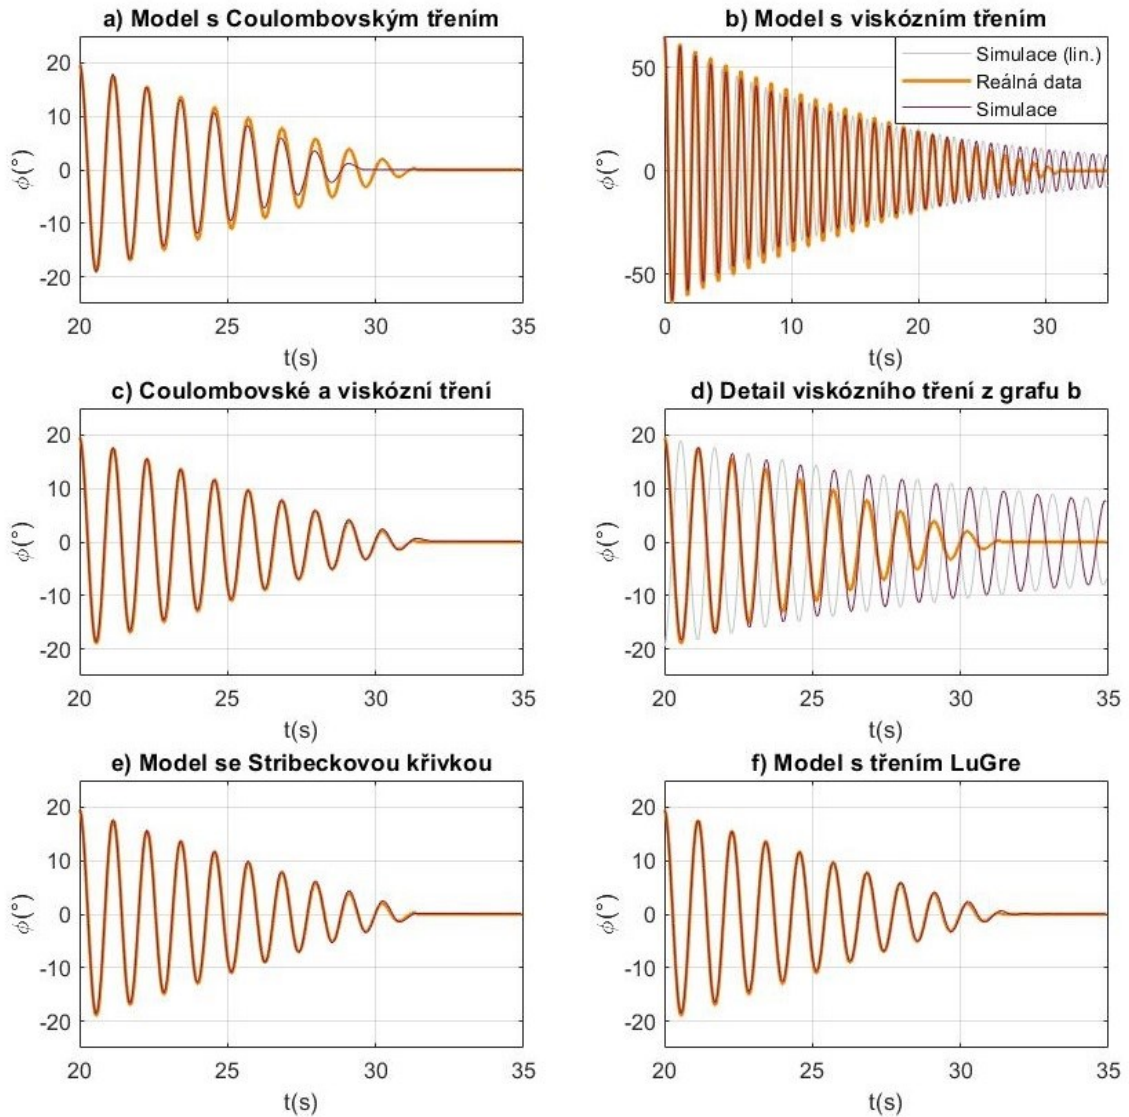 a) Model s Coulombovským třením
20
10
0
-10
-20
ϕ(°)
20 25 30 35
t(s)
b) Model s viskózním třením
Simulace (lin.)
Reálná data
Simulace
50
0
-50
ϕ(°)
0 10 20 30
t(s)
c) Coulombovské a viskózní tření
20
10
0
-10
-20
ϕ(°)
20 25 30 35
t(s)
d) Detail viskózního tření z grafu b
20
10
0
-10
-20
ϕ(°)
20 25 30 35
t(s)
e) Model se Stribeckovou křivkou
20
10
0
-10
-20
ϕ(°)
20 25 30 35
t(s)
f) Model s třením LuGre
20
10
0
-10
-20
ϕ(°)
20 25 30 35
t(s)